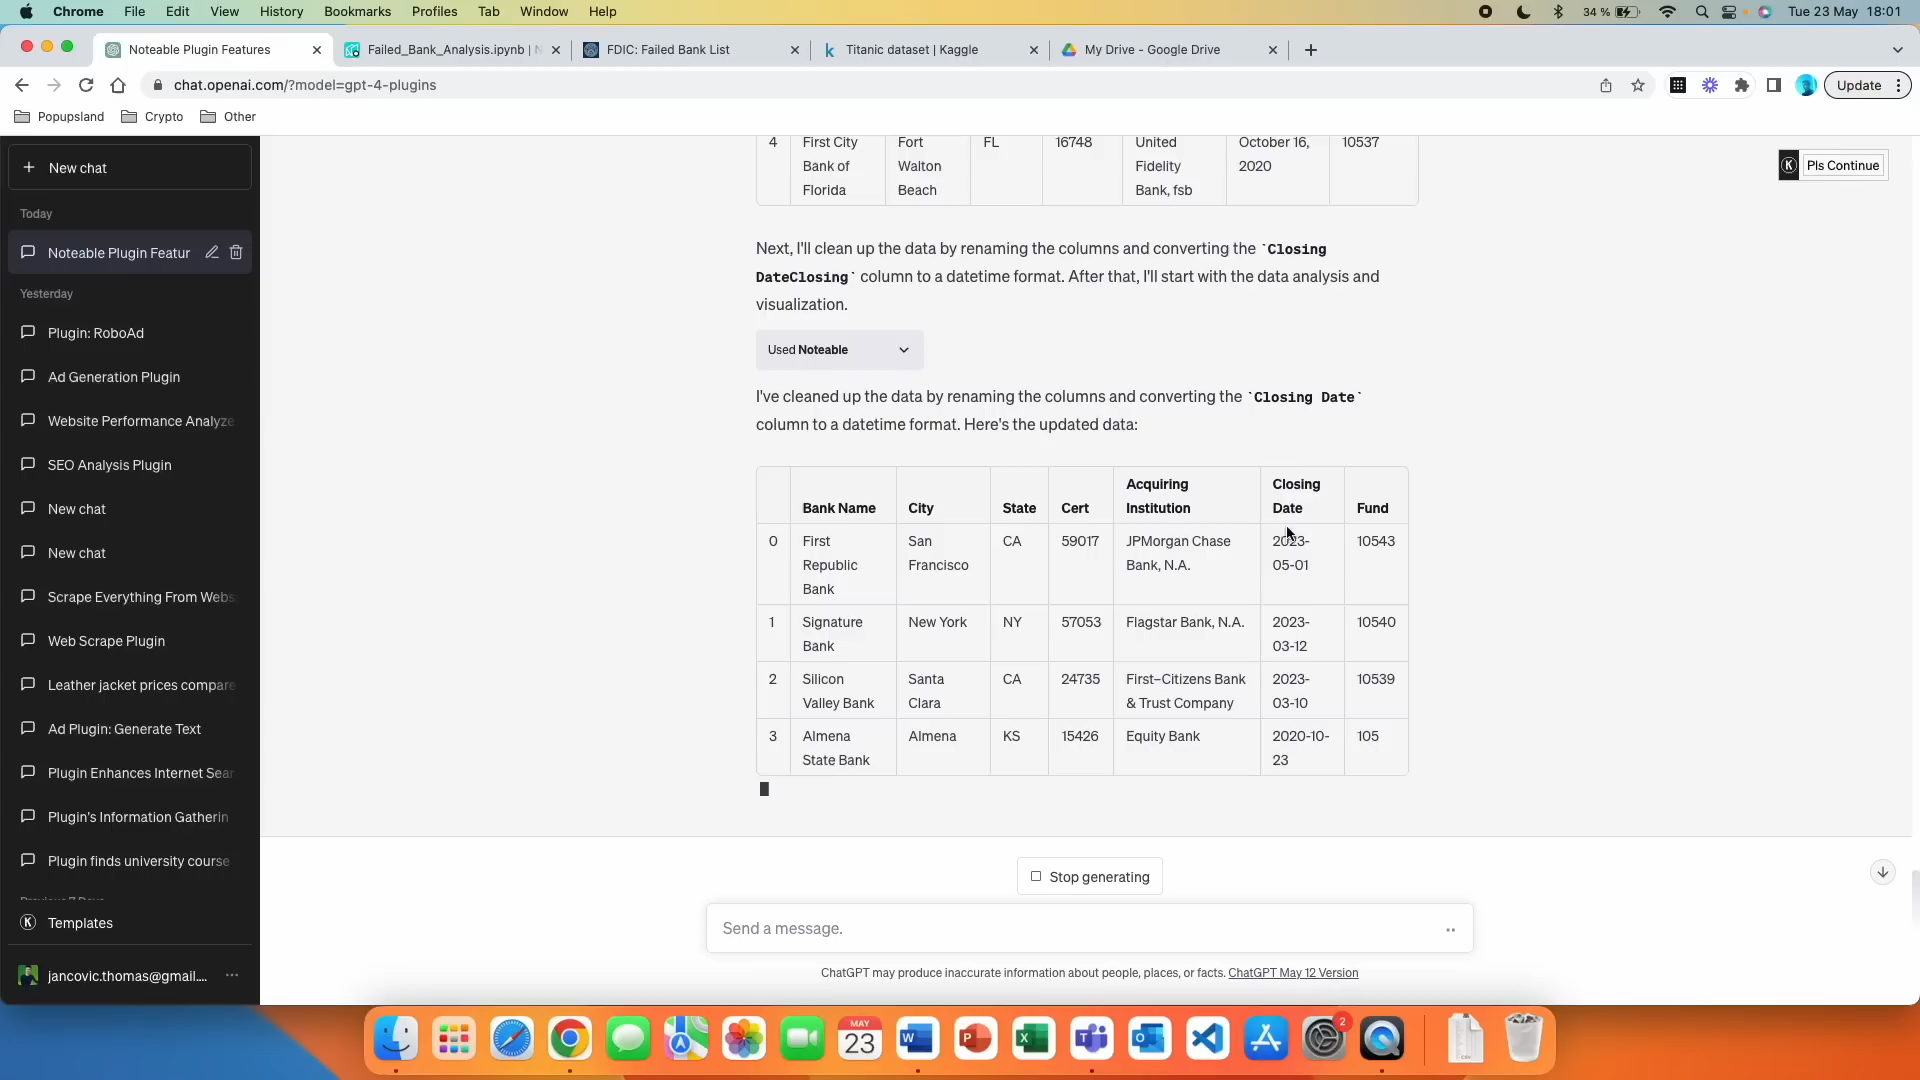 Chrome File Edit View History Bookmarks Profiles Tab Window Help 34 % Tue 23 May 18:01
Noteable Plugin Features Failed_Bank_Analysis.ipynb | N FDIC: Failed Bank List Titanic dataset | Kaggle My Drive - Google Drive
chat.openai.com/?model=gpt-4-plugins Update
Popupsland Crypto Other
New chat
Today
Noteable Plugin Featur
Yesterday
Plugin: RoboAd
Ad Generation Plugin
Website Performance Analyze
SEO Analysis Plugin
New chat
New chat
Scrape Everything From Webs
Web Scrape Plugin
Leather jacket prices compare
Ad Plugin: Generate Text
Plugin Enhances Internet Sear
Plugin's Information Gatherin
Plugin finds university course
Previous 7 Days
Templates
jancovic.thomas@gmail....
4 First City Fort FL 16748 United October 16, 10537
Bank of Walton Fidelity 2020
Florida Beach Bank, fsb
K Pls Continue
Next, I'll clean up the data by renaming the columns and converting the `Closing
DateClosing` column to a datetime format. After that, I'll start with the data analysis and
visualization.
Used Noteable
I've cleaned up the data by renaming the columns and converting the `Closing Date`
column to a datetime format. Here's the updated data:
Acquiring Closing
Bank Name City State Cert Institution Date Fund
0 First San CA 59017 JPMorgan Chase 2023- 10543
Republic Francisco Bank, N.A. 05-01
Bank
1 Signature New York NY 57053 Flagstar Bank, N.A. 2023- 10540
Bank 03-12
2 Silicon Santa CA 24735 First–Citizens Bank 2023- 10539
Valley Bank Clara & Trust Company 03-10
3 Almena Almena KS 15426 Equity Bank 2020-10- 105
State Bank 23
Stop generating
Send a message.
ChatGPT may produce inaccurate information about people, places, or facts. ChatGPT May 12 Version
MAY
23
2